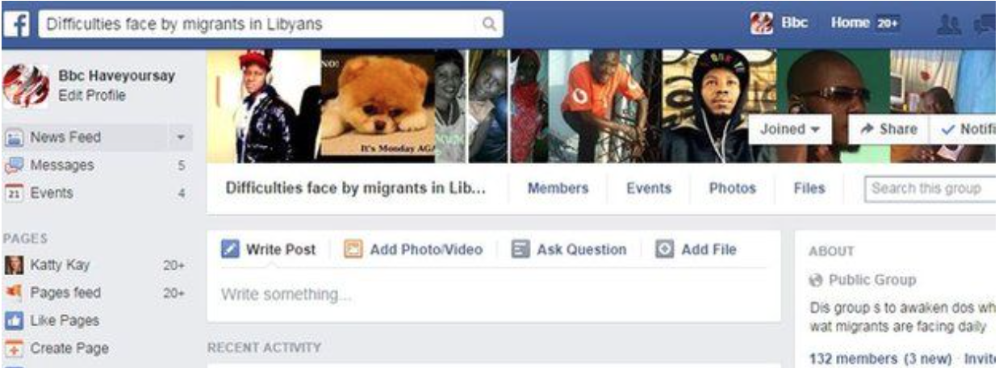 f Difficulties face by migrants in Libyans Bbc Home 20+
Bbc Haveyoursay
Edit Profile
News Feed
Messages 5
21 Events 4
PAGES
Katty Kay 20+
Pages feed 20+
Like Pages
Create Page
NO!
It's Monday AGA
Joined Share Notifi
Difficulties face by migrants in Lib... Members Events Photos Files Search this group
Write Post Add Photo/Video Ask Question Add File
Write something...
RECENT ACTIVITY
ABOUT
Public Group
Dis group s to awaken dos wh
wat migrants are facing daily
132 members (3 new) · Invite